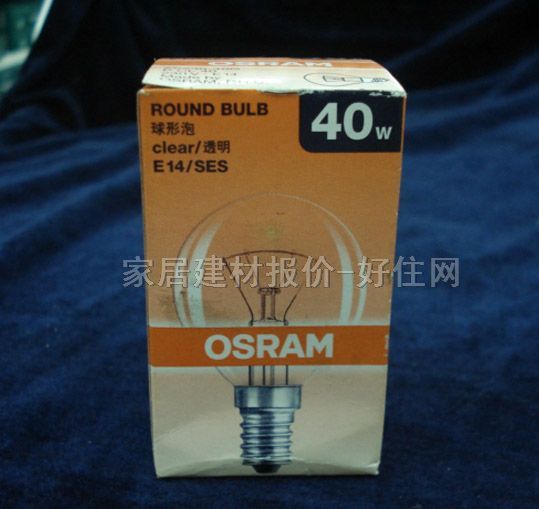 OSRAM
ROUND BULB
40W
球形泡
clear/透明
E14/SES
家居建材报价-好住网
OSRAM